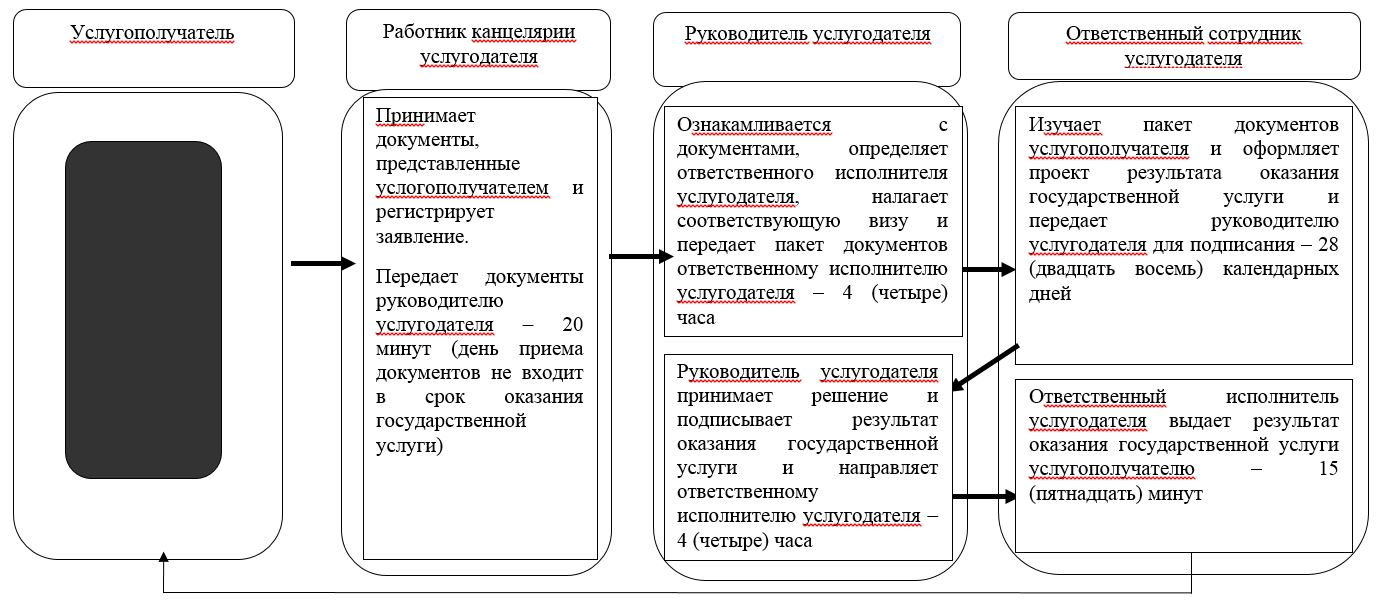 Услугополучатель
Работник канцелярии
услугодателя
Руководитель услугодателя
Ответственный сотрудник
услугодателя
Принимает
документы,
представленные
услогополучателем и
регистрирует
заявление.
Передает документы
руководителю
услугодателя – 20
минут (день приема
документов не входит
в срок оказания
государственной
услуги)
Ознакамливается с
документами, определяет
ответственного исполнителя
услугодателя, налагает
соответствующую визу и
передает пакет документов
ответственному исполнителю
услугодателя – 4 (четыре)
часа
Руководитель услугодателя
принимает решение и
подписывает результат
оказания государственной
услуги и направляет
ответственному
исполнителю услугодателя –
4 (четыре) часа
Изучает пакет документов
услугополучателя и оформляет
проект результата оказания
государственной услуги и
передает руководителю
услугодателя для подписания – 28
(двадцать восемь) календарных
дней
Ответственный исполнитель
услугодателя выдает результат
оказания государственной услуги
услугополучателю – 15
(пятнадцать) минут